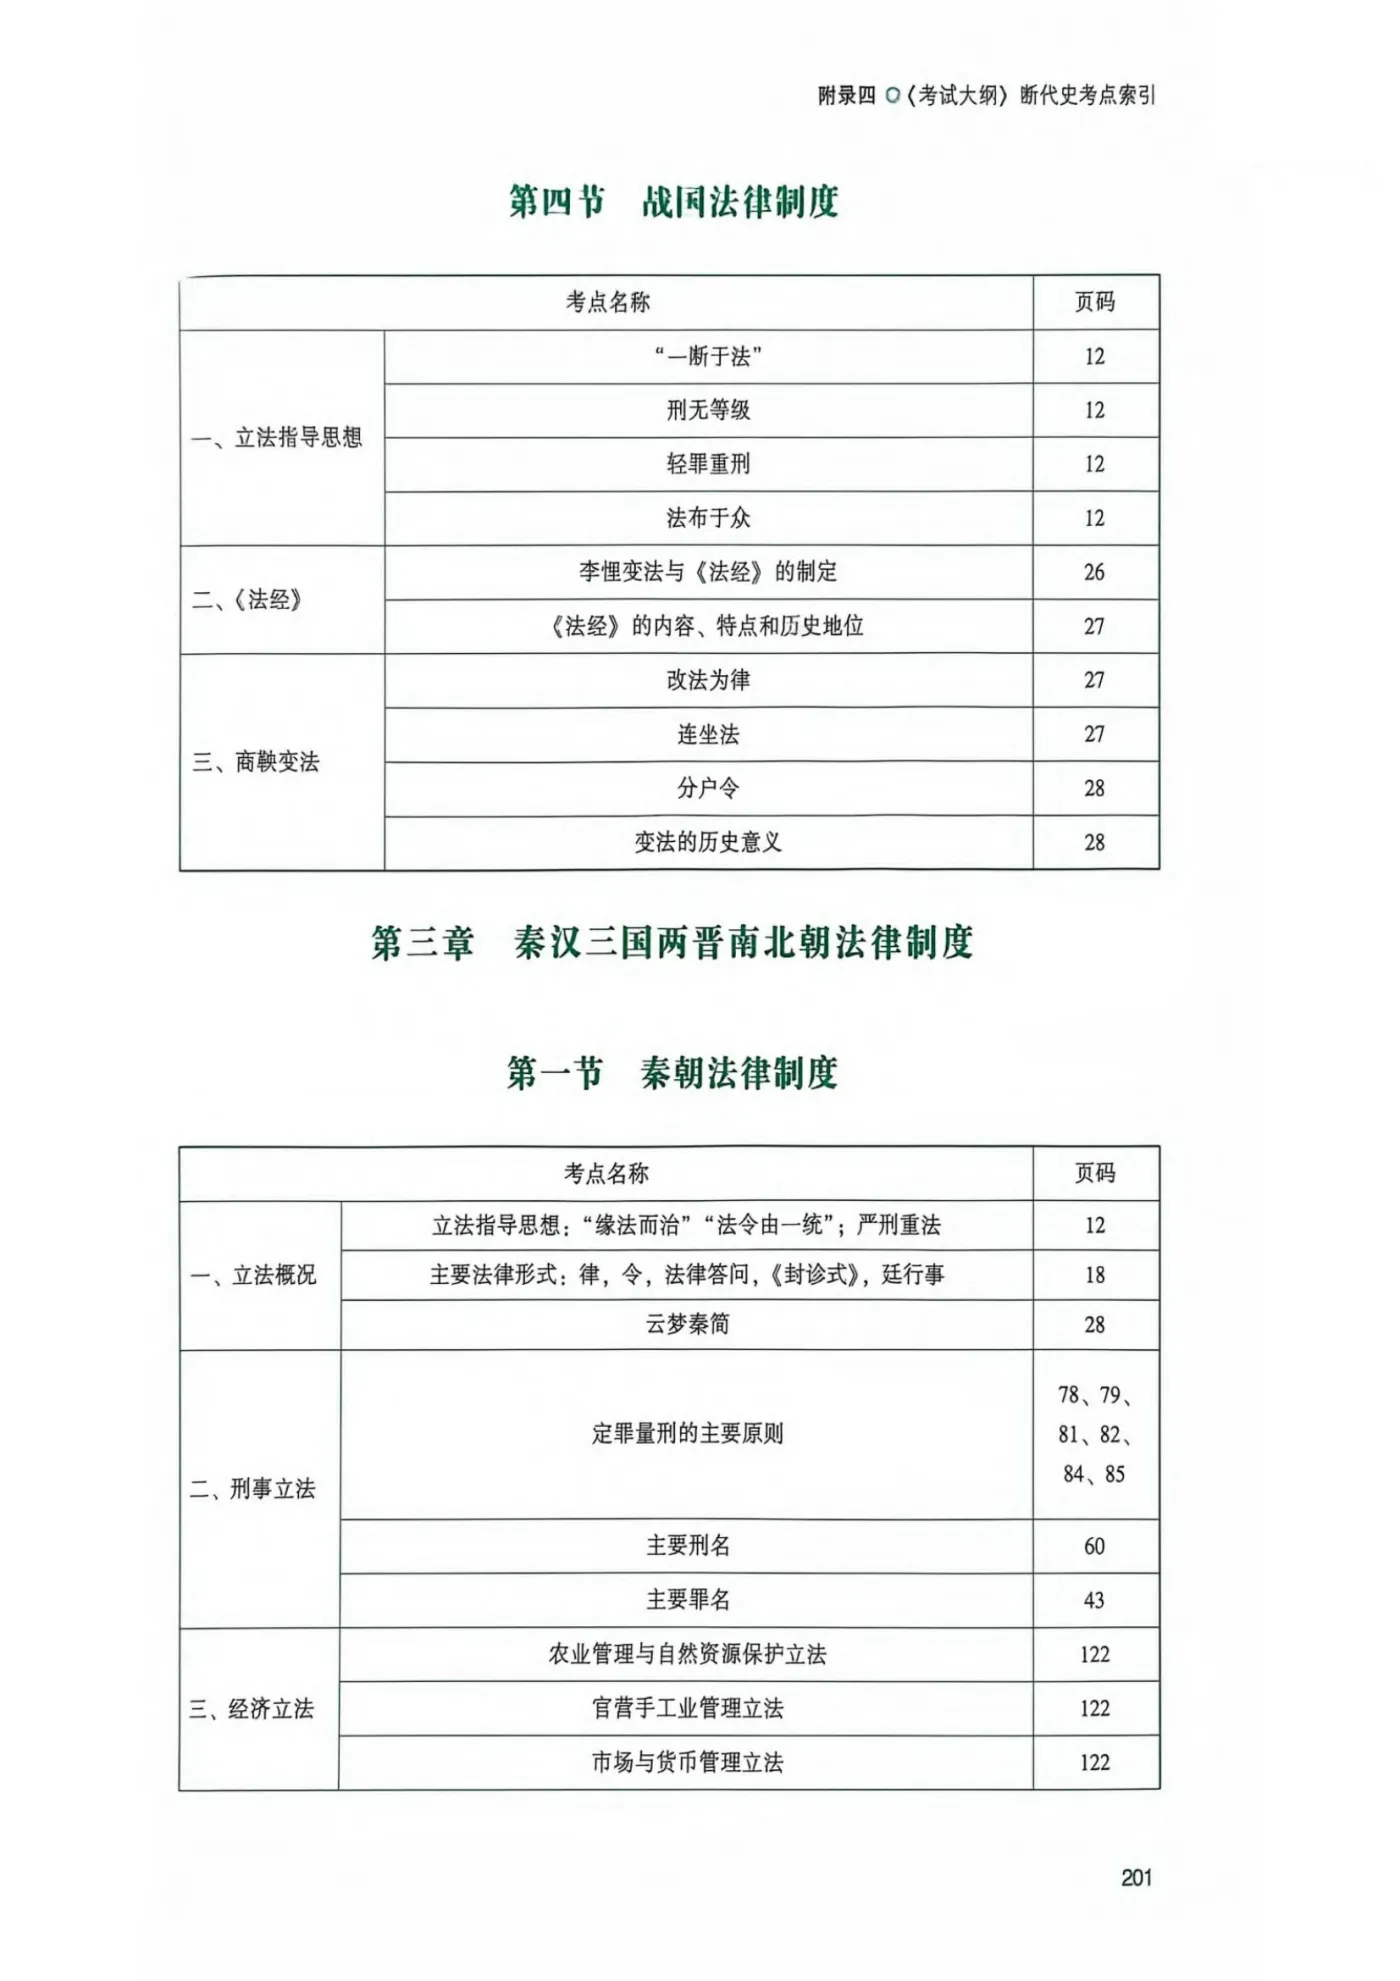 附录四 〈考试大纲〉断代史考点索引
第四节 战国法律制度
考点名称 页码
一、立法指导思想
“一断于法” 12
刑无等级 12
轻罪重刑 12
法布于众 12
二、《法经》
李悝变法与《法经》的制定 26
《法经》的内容、特点和历史地位 27
三、商鞅变法
改法为律 27
连坐法 27
分户令 28
变法的历史意义 28
第三章 秦汉三国两晋南北朝法律制度
第一节 秦朝法律制度
考点名称 页码
一、立法概况
立法指导思想：“缘法而治”“法令由一统”；严刑重法 12
主要法律形式：律，令，法律答问，《封诊式》，廷行事 18
云梦秦简 28
二、刑事立法
定罪量刑的主要原则
78、79、
81、82、
84、85
主要刑名 60
主要罪名 43
三、经济立法
农业管理与自然资源保护立法 122
官营手工业管理立法 122
市场与货币管理立法 122
201